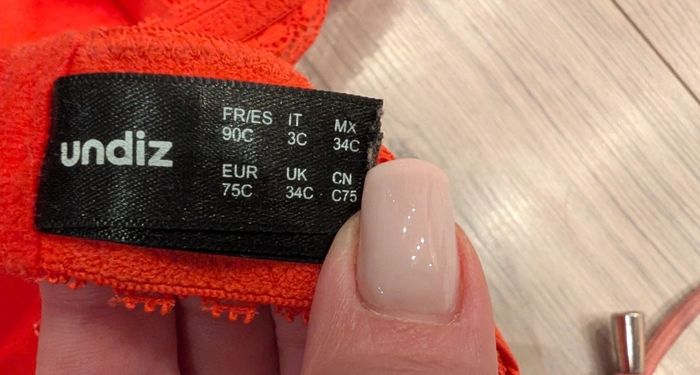 undiz
FR/ES IT MX
90C 3C 34C
EUR UK CN
75C 34C C75